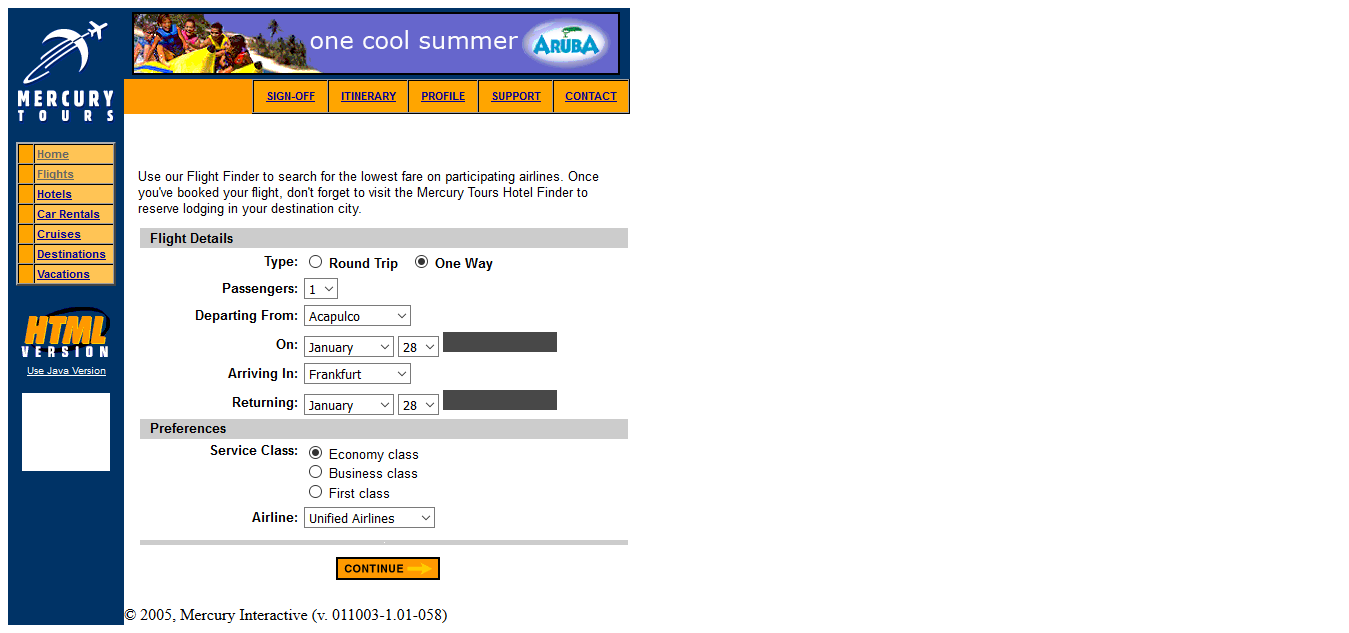 one cool summer ARUBA
MERCURY
TOURS
SIGN-OFF ITINERARY PROFILE SUPPORT CONTACT
Home
Flights
Hotels
Car Rentals
Cruises
Destinations
Vacations
HTML
VERSION
Use Java Version
Use our Flight Finder to search for the lowest fare on participating airlines. Once
you've booked your flight, don't forget to visit the Mercury Tours Hotel Finder to
reserve lodging in your destination city.
Flight Details
Type: Round Trip One Way
Passengers: 1
Departing From: Acapulco
On: January 28
Arriving In: Frankfurt
Returning: January 28
Preferences
Service Class: Economy class
Business class
First class
Airline: Unified Airlines
CONTINUE
© 2005, Mercury Interactive (v. 011003-1.01-058)